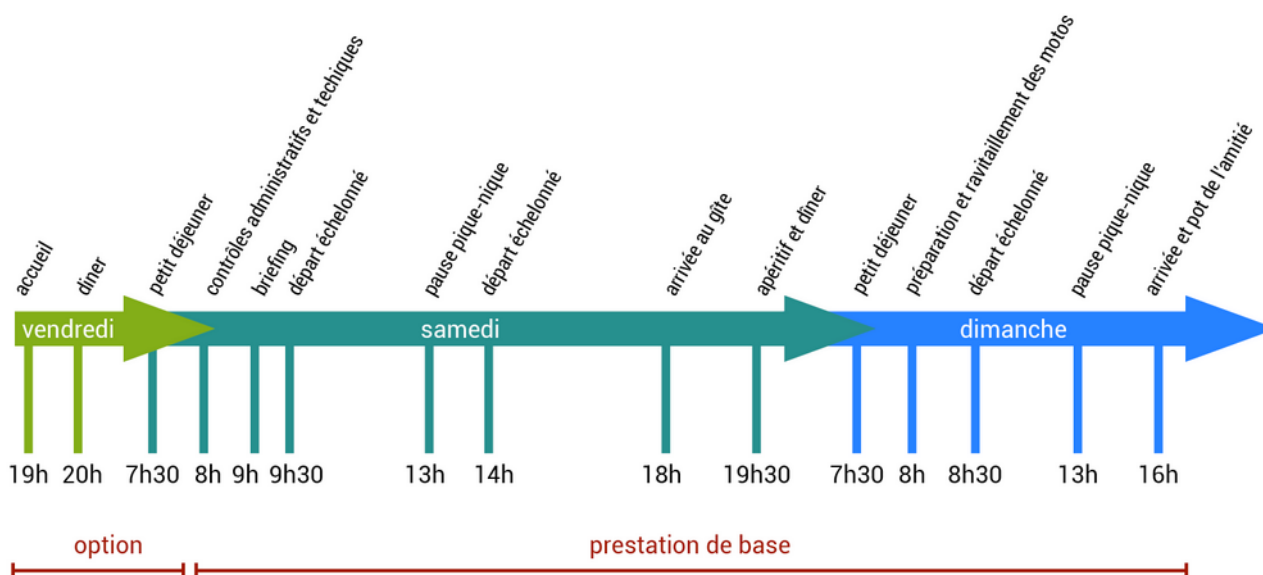 accueil
diner
petit déjeuner
contrôles administratifs et techiques
briefing
départ échelonné
pause pique-nique
départ échelonné
arrivée au gîte
apéritif et dîner
petit déjeuner
préparation et ravitaillement des motos
départ échelonné
pause pique-nique
arrivée et pot de l'amitié
vendredi
samedi
dimanche
19h
20h
7h30
8h
9h
9h30
13h
14h
18h
19h30
7h30
8h
8h30
13h
16h
option
prestation de base